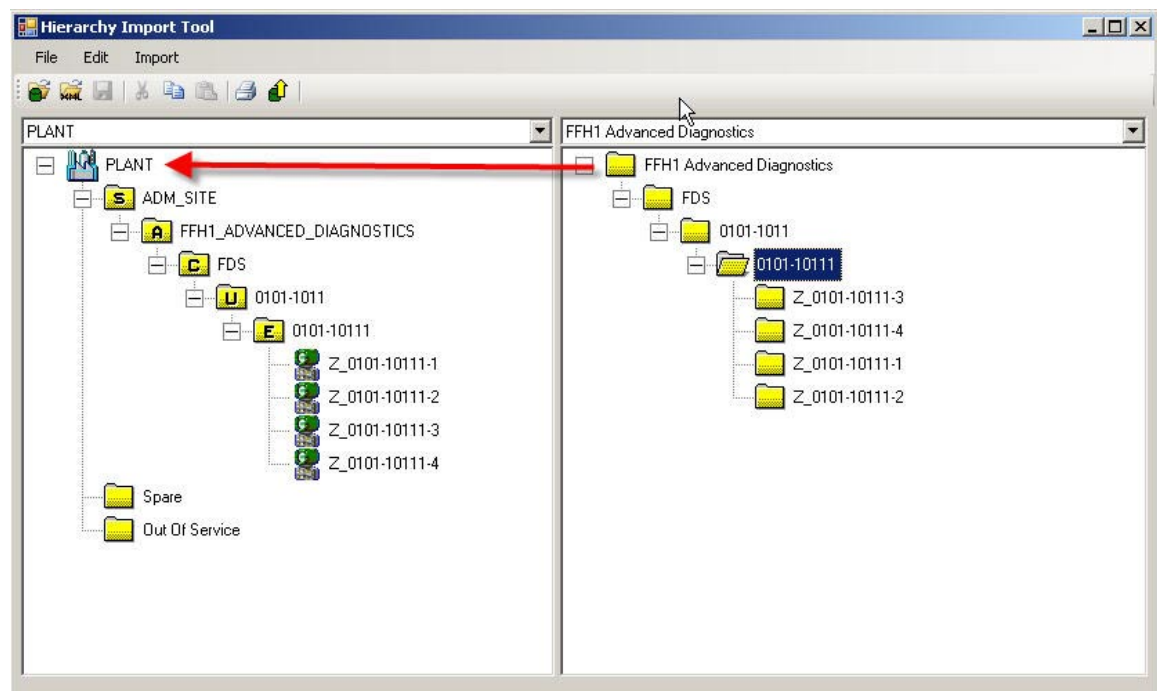 Hierarchy Import Tool
File Edit Import
XML
PLANT
PLANT
S ADM_SITE
A FFH1_ADVANCED_DIAGNOSTICS
C FDS
U 0101-1011
E 0101-10111
Z_0101-10111-1
Z_0101-10111-2
Z_0101-10111-3
Z_0101-10111-4
Spare
Out Of Service
FFH1 Advanced Diagnostics
FFH1 Advanced Diagnostics
FDS
0101-1011
0101-10111
Z_0101-10111-3
Z_0101-10111-4
Z_0101-10111-1
Z_0101-10111-2